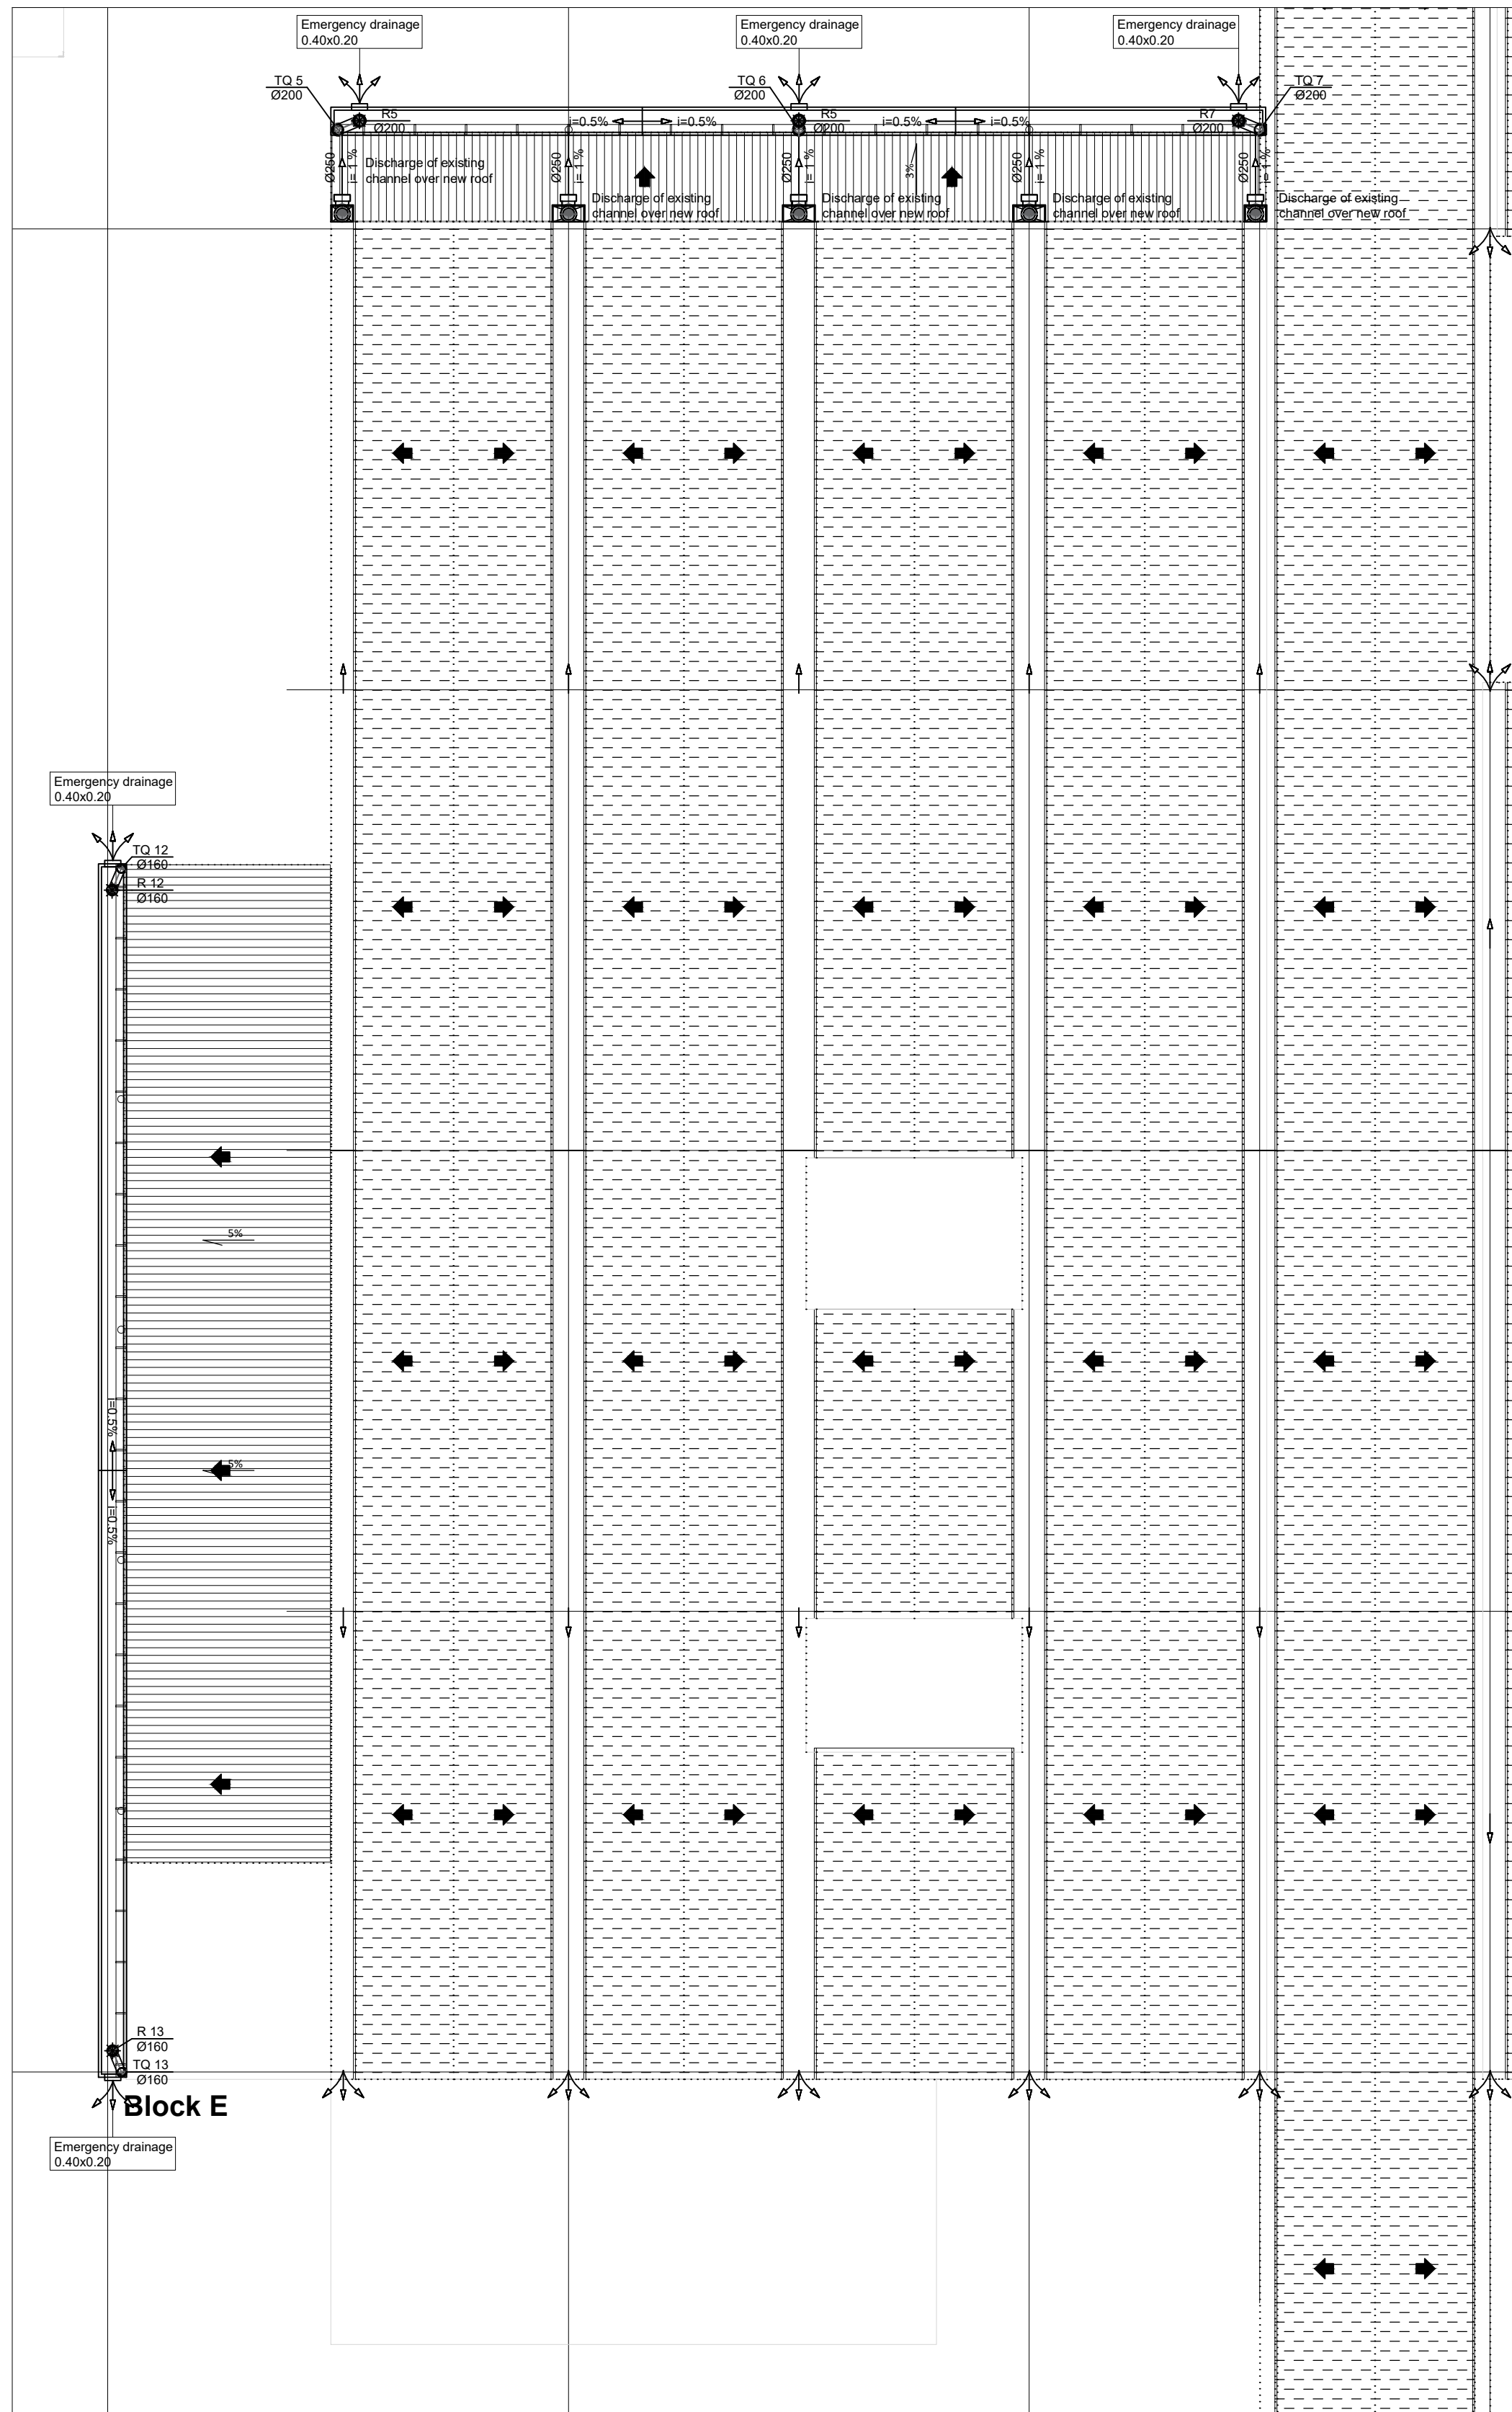 Emergency drainage
0.40x0.20
Emergency drainage
0.40x0.20
Emergency drainage
0.40x0.20
TQ 5
Ø200
TQ 6
Ø200
TQ 7
Ø200
R5
Ø200
i=0.5%
i=0.5%
R5
Ø200
i=0.5%
i=0.5%
R7
Ø200
Ø250
i=1 %
Discharge of existing
channel over new roof
Ø250
i=1 %
Discharge of existing
channel over new roof
Ø250
i=1 %
Discharge of existing
channel over new roof
3%
Ø250
i=1 %
Discharge of existing
channel over new roof
Ø250
i=1 %
Discharge of existing
channel over new roof
Emergency drainage
0.40x0.20
TQ 12
Ø160
R 12
Ø160
5%
i=0.5%
5%
i=0.5%
R 13
Ø160
TQ 13
Ø160
Block E
Emergency drainage
0.40x0.20